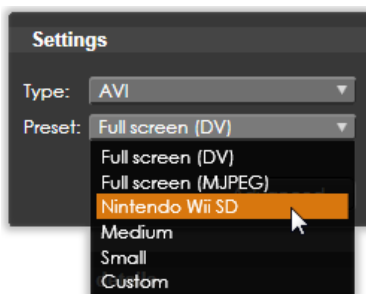 Settings
Type: AVI
Preset: Full screen (DV)
Full screen (DV)
Full screen (MJPEG)
Nintendo Wii SD
Medium
Small
Custom